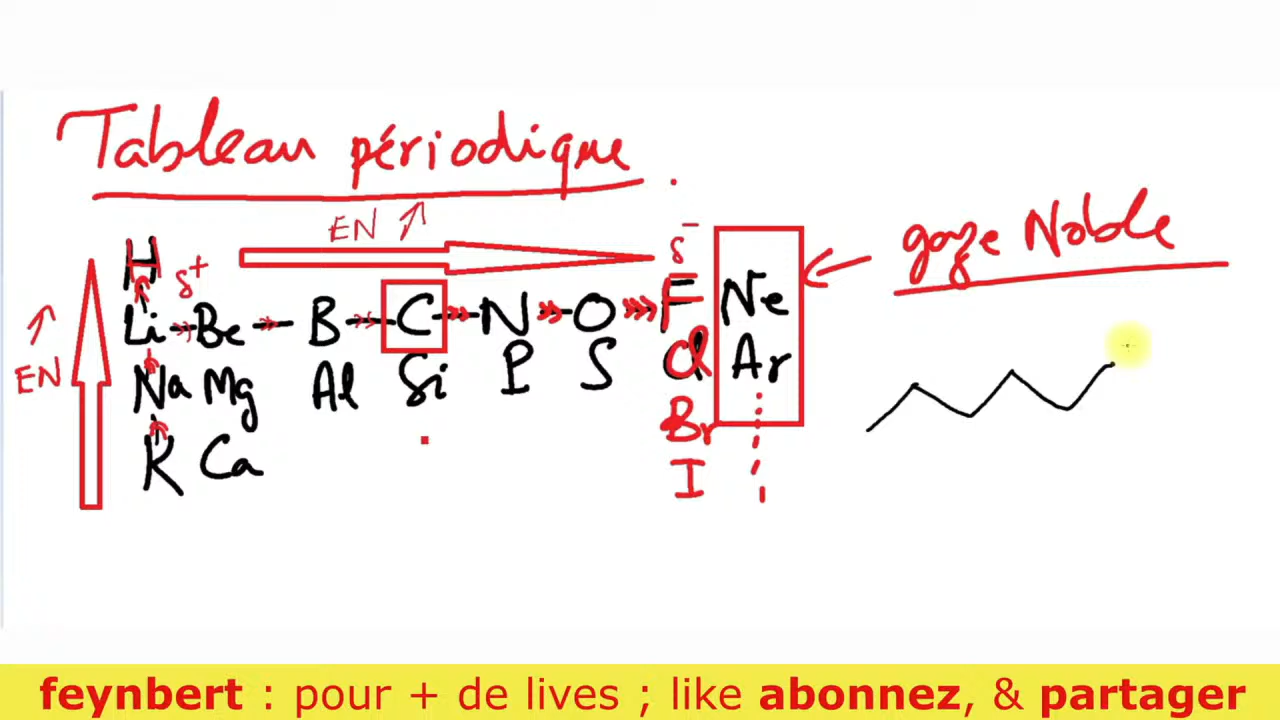 Tableau périodique
EN ↗
gaze Noble
H δ+ δ-
Li Be B C N O F Ne
Na Mg Al Si P S Cl Ar
EN ↗
Br
K Ca I
feynbert : pour + de lives ; like abonnez, & partager